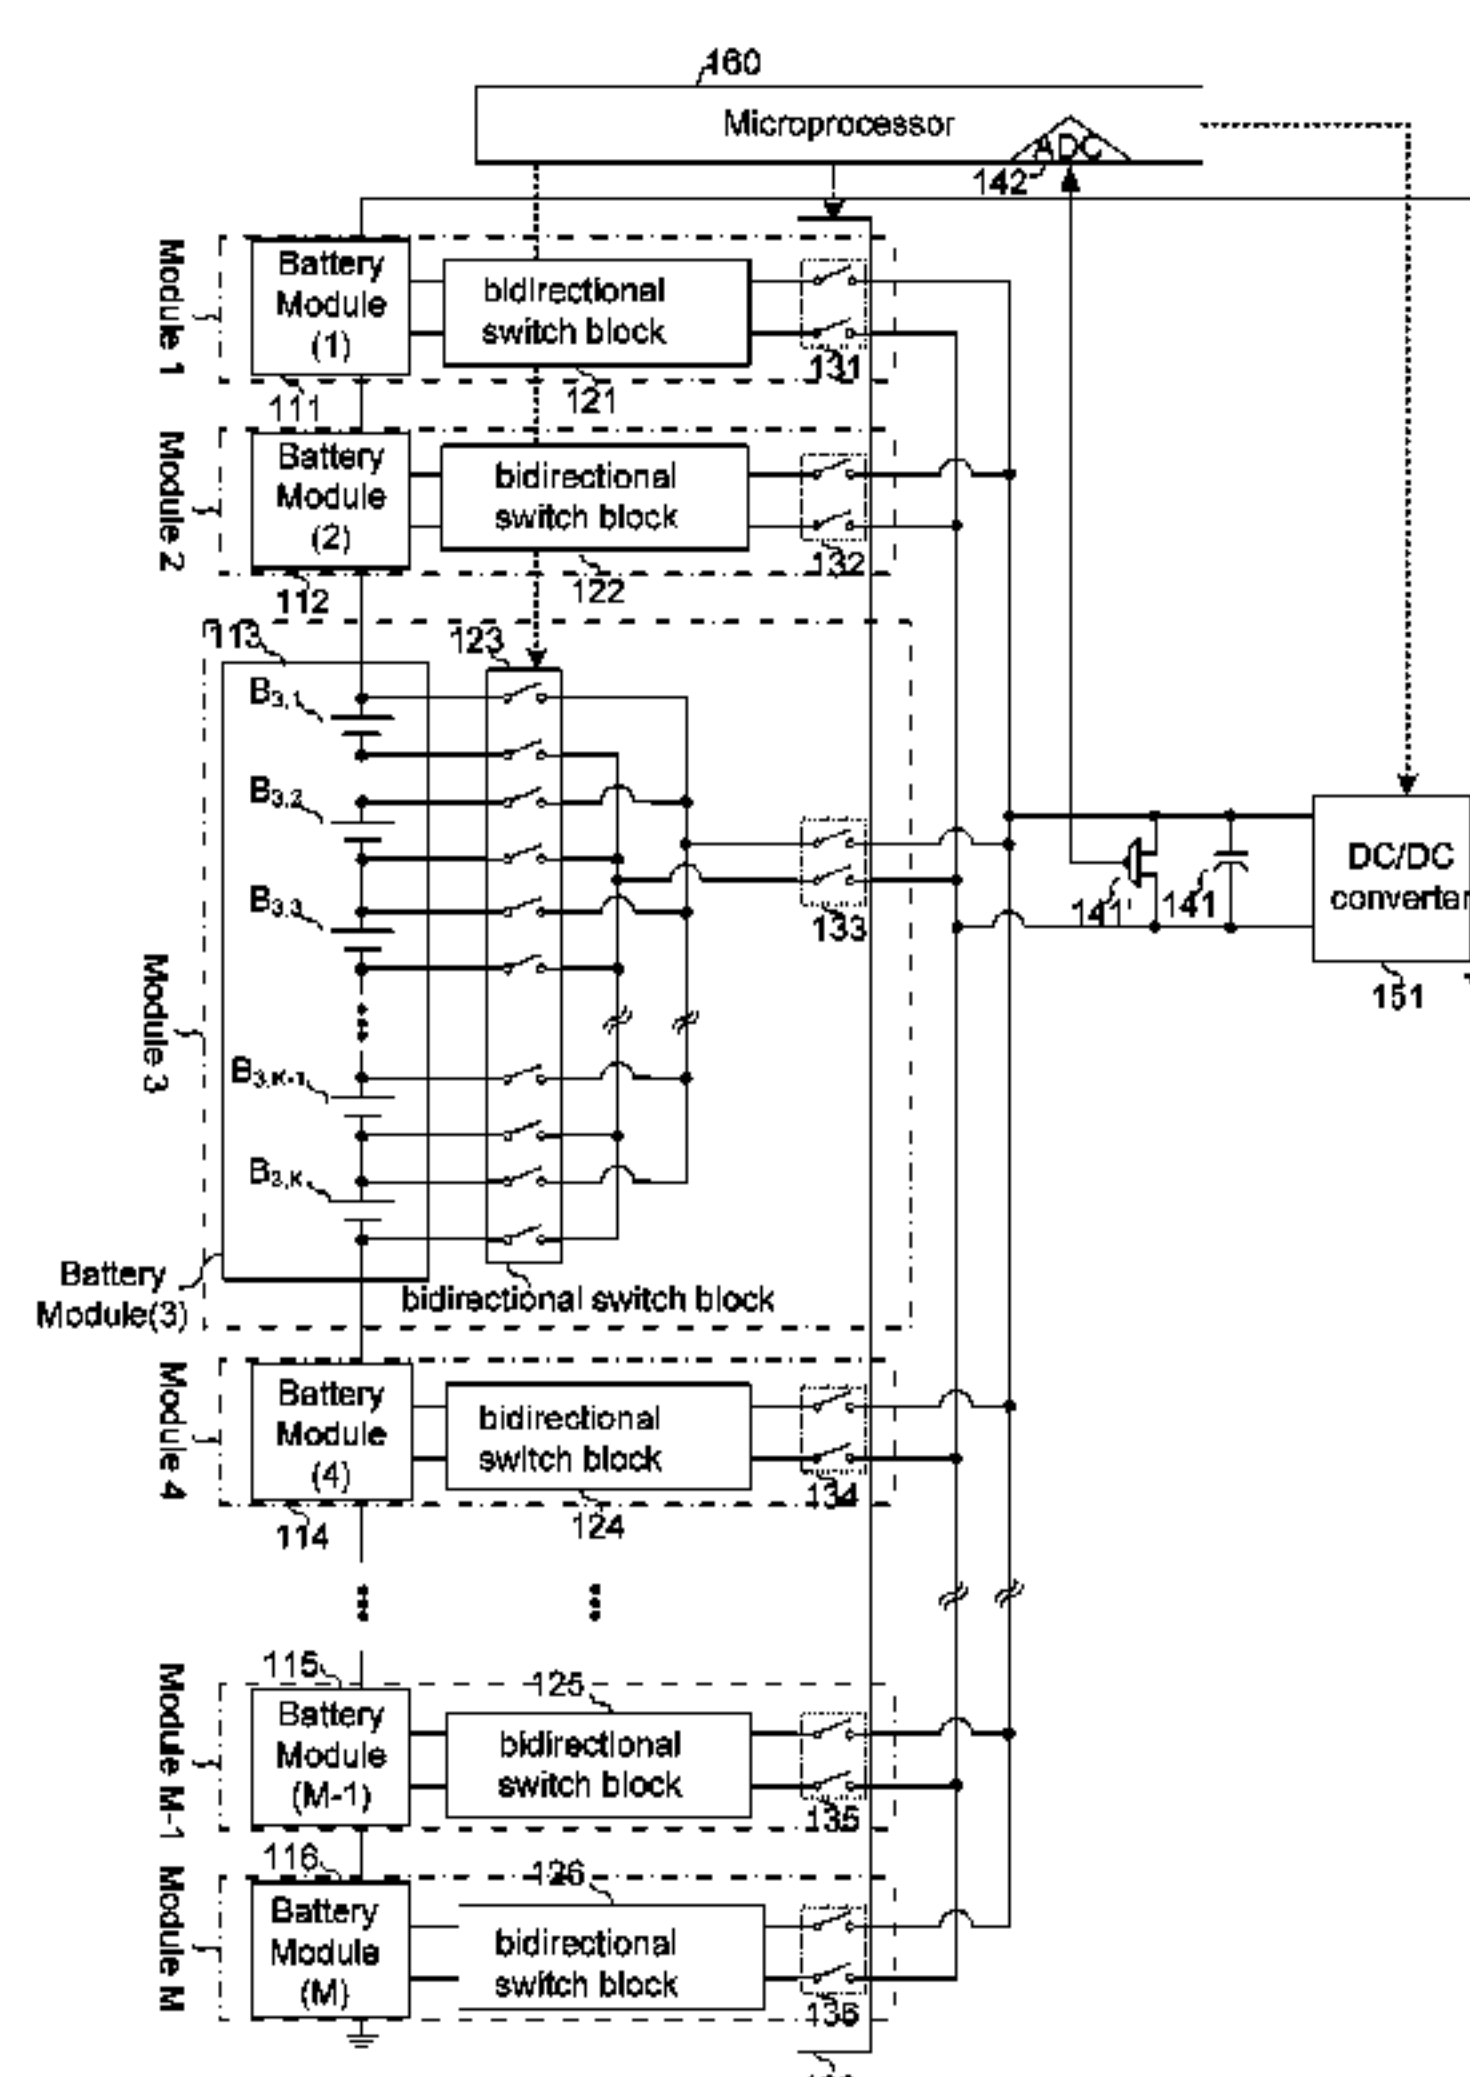 160
Microprocessor
ADC
142
Module 1
Battery
Module
(1)
bidirectional
switch block
131
111
121
Module 2
Battery
Module
(2)
bidirectional
switch block
132
112
122
113
123
B3,1
B3,2
B3,3
133
141'
141
DC/DC
converter
151
Module 3
B3,K-1
B3,K
Battery
Module(3)
bidirectional switch block
Module 4
Battery
Module
(4)
bidirectional
switch block
134
114
124
115
125
Module M-1
Battery
Module
(M-1)
bidirectional
switch block
135
116
126
Module M
Battery
Module
(M)
bidirectional
switch block
136